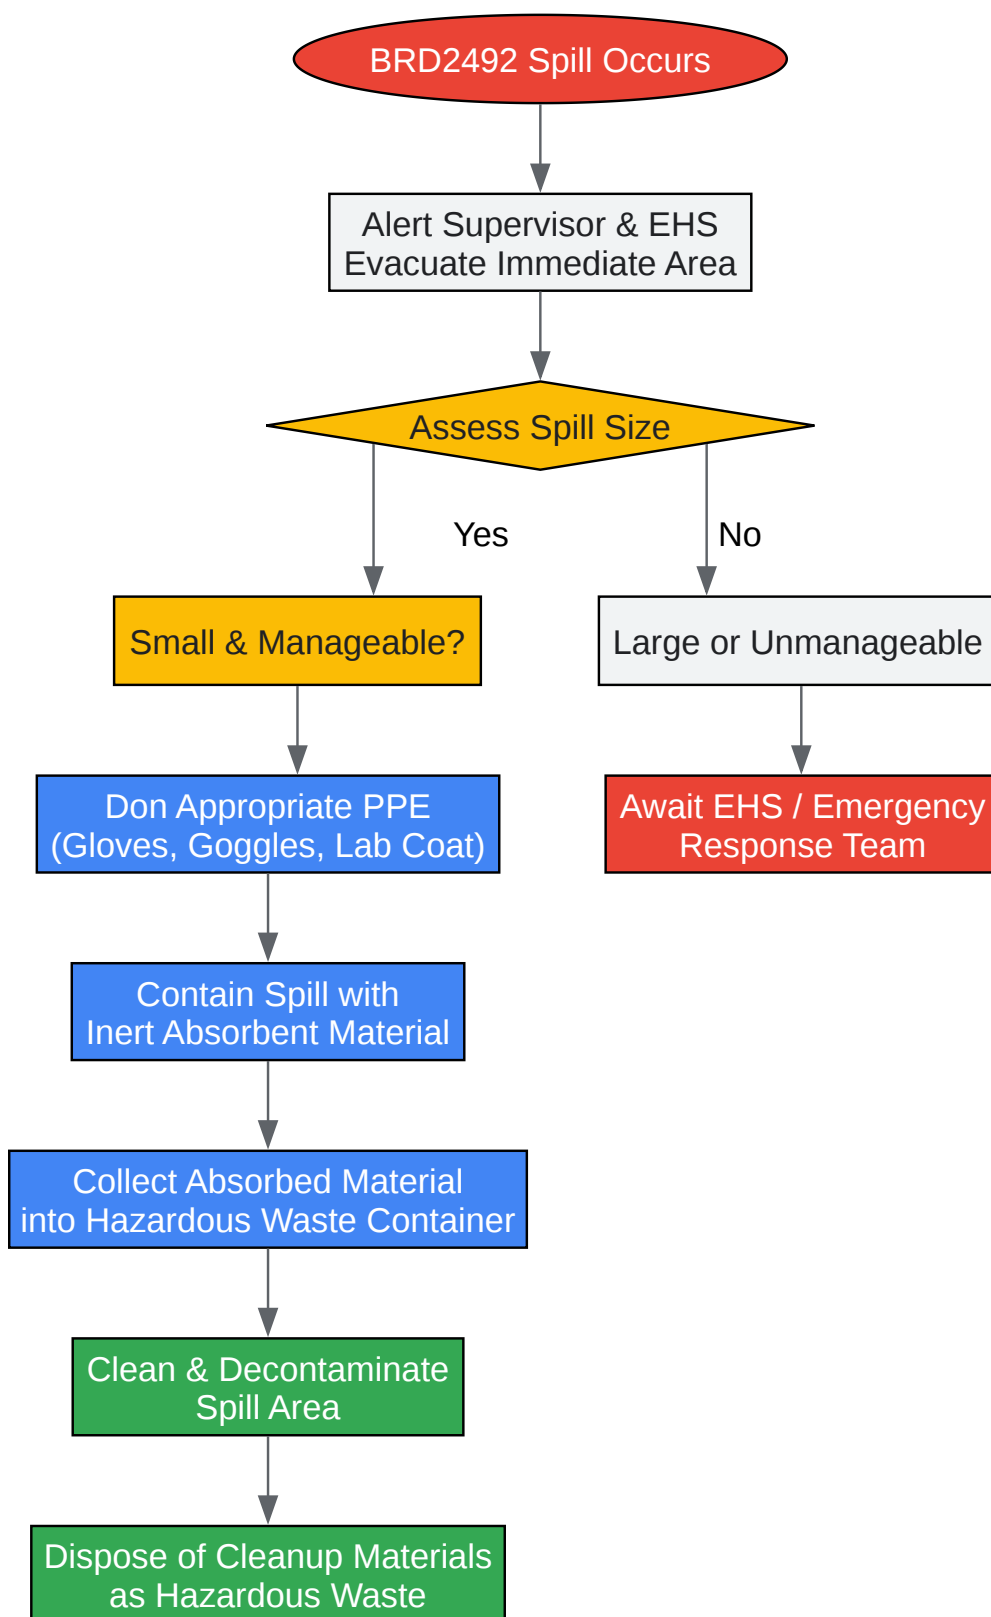 BRD2492 Spill Occurs
Alert Supervisor & EHS
Evacuate Immediate Area
Assess Spill Size
Yes
No
Small & Manageable?
Large or Unmanageable
Don Appropriate PPE
(Gloves, Goggles, Lab Coat)
Await EHS / Emergency
Response Team
Contain Spill with
Inert Absorbent Material
Collect Absorbed Material
into Hazardous Waste Container
Clean & Decontaminate
Spill Area
Dispose of Cleanup Materials
as Hazardous Waste